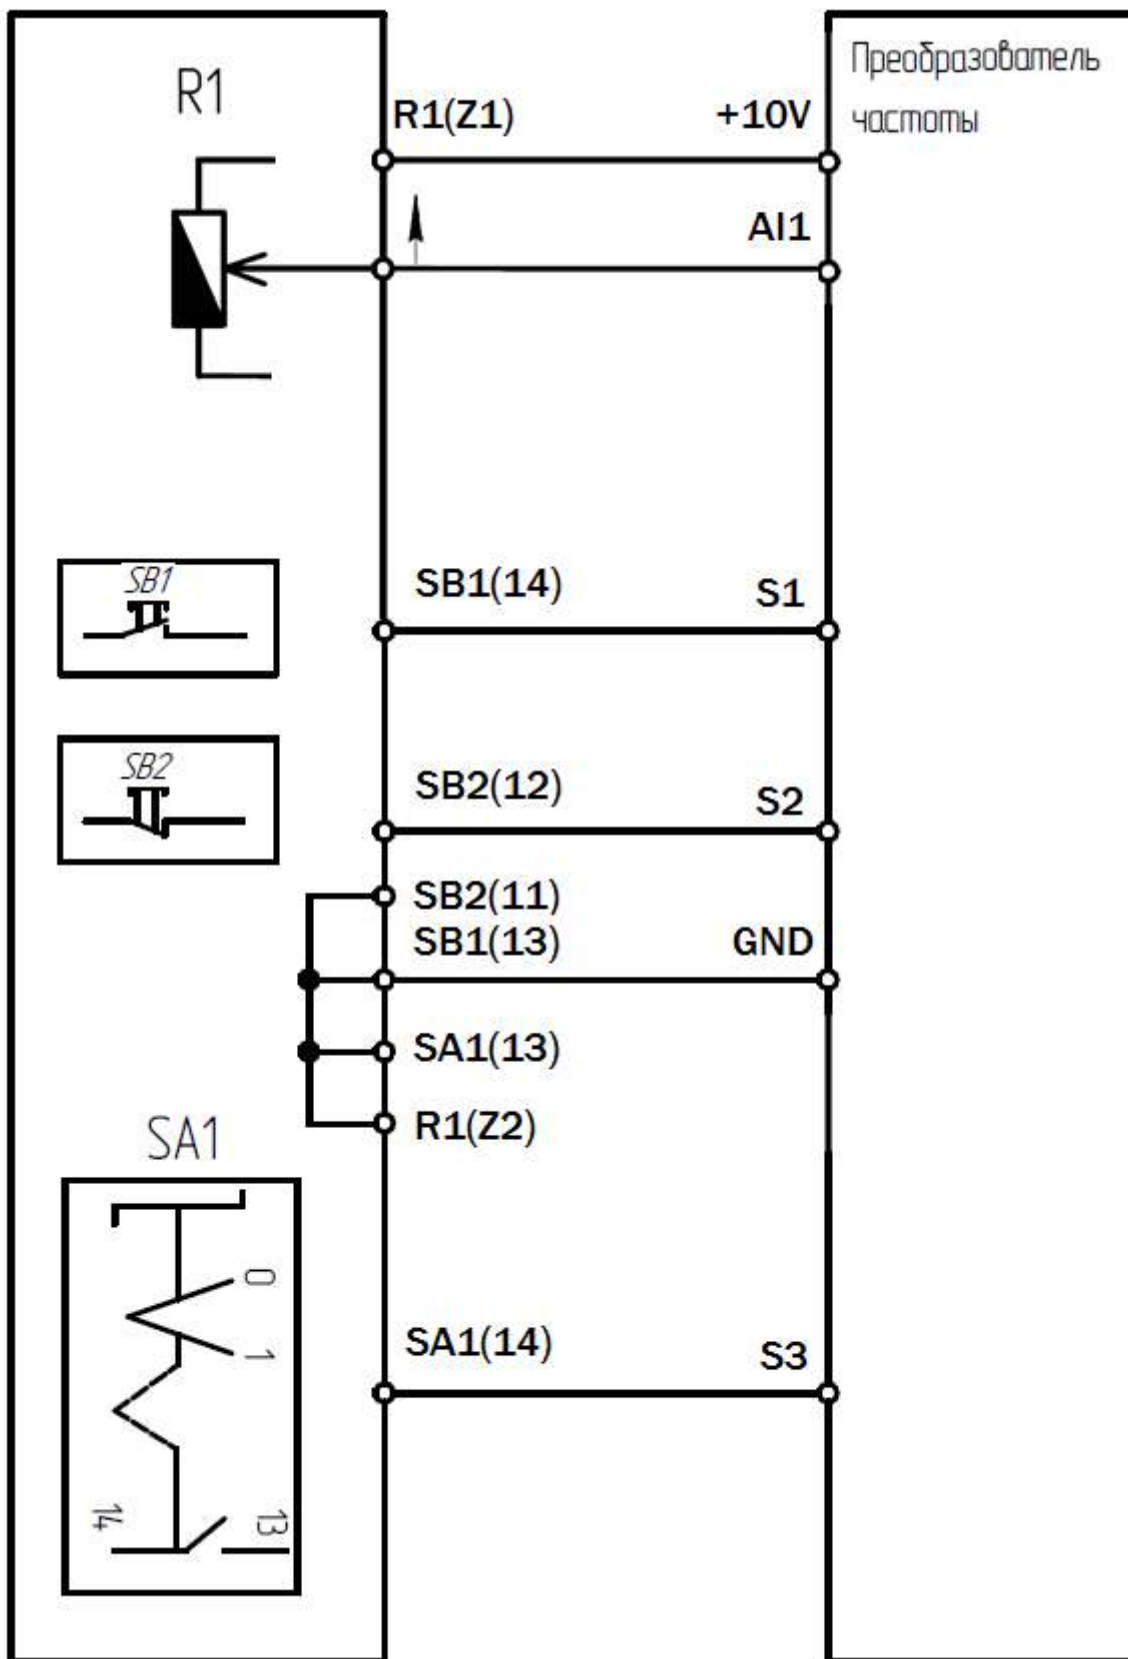 Преобразователь
частоты
R1
R1(Z1)
+10V
AI1
SB1
SB1(14)
S1
SB2
SB2(12)
S2
SB2(11)
SB1(13)
GND
SA1(13)
R1(Z2)
SA1
0
1
SA1(14)
S3
14
13